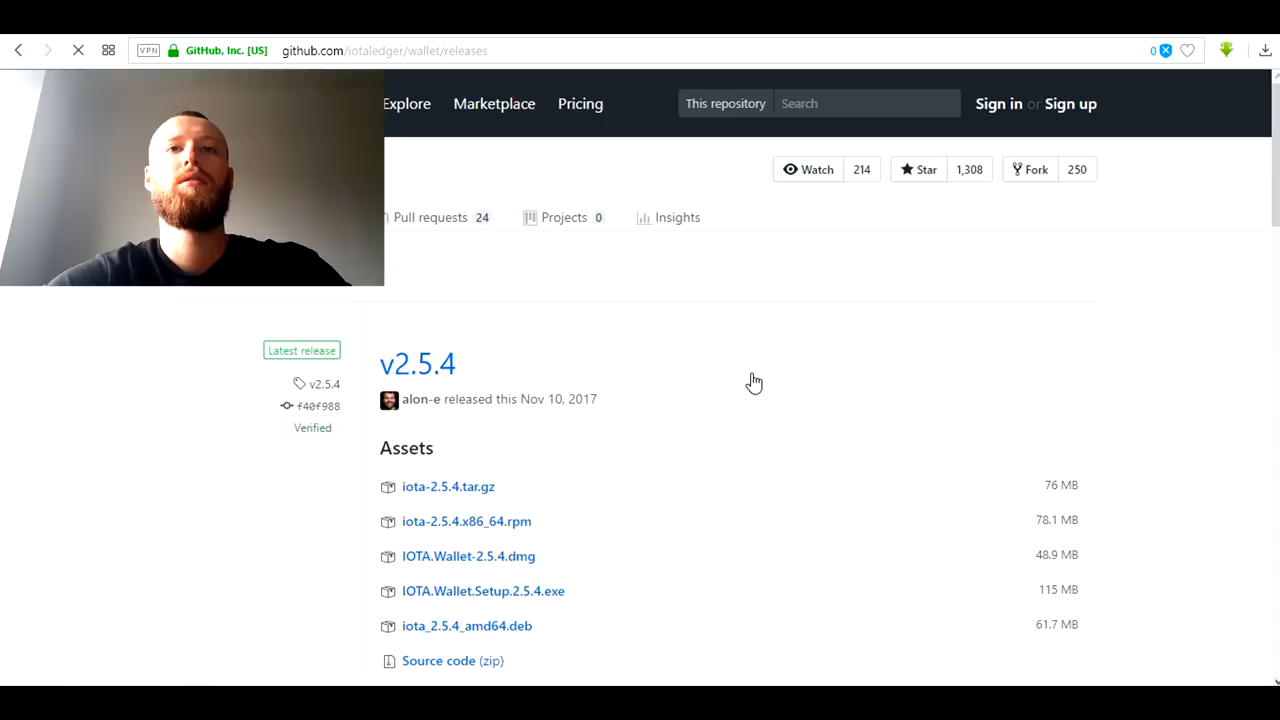 VPN GitHub, Inc. [US] github.com/iotaledger/wallet/releases 0
Explore Marketplace Pricing This repository Search Sign in or Sign up
Watch 214 Star 1,308 Fork 250
Pull requests 24 Projects 0 Insights
Latest release
v2.5.4
v2.5.4
alon-e released this Nov 10, 2017
f40f988
Verified
Assets
iota-2.5.4.tar.gz 76 MB
iota-2.5.4.x86_64.rpm 78.1 MB
IOTA.Wallet-2.5.4.dmg 48.9 MB
IOTA.Wallet.Setup.2.5.4.exe 115 MB
iota_2.5.4_amd64.deb 61.7 MB
Source code (zip)